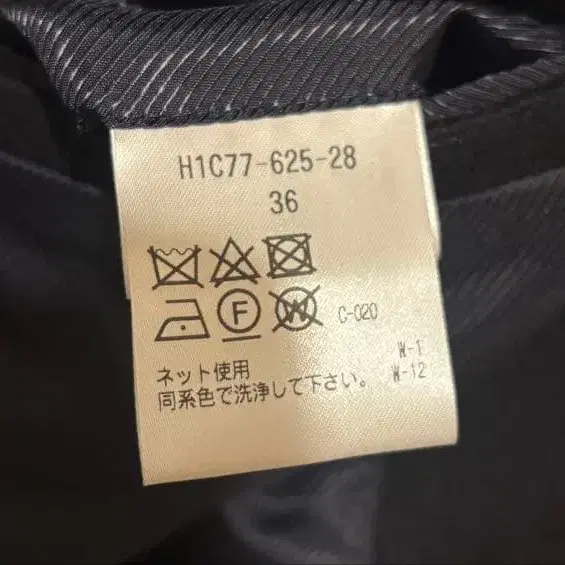 H1C77-625-28
36
F W C-020
W-1
ネット使用 W-12
同系色で洗浄して下さい。